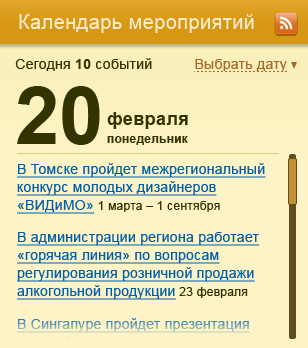 Календарь мероприятий
Сегодня 10 событий
Выбрать дату ▾
20
февраля
понедельник
В Томске пройдет межрегиональный
конкурс молодых дизайнеров
«ВИДиМО» 1 марта – 1 сентября
В администрации региона работает
«горячая линия» по вопросам
регулирования розничной продажи
алкогольной продукции 23 февраля
В Сингапуре пройдет презентация